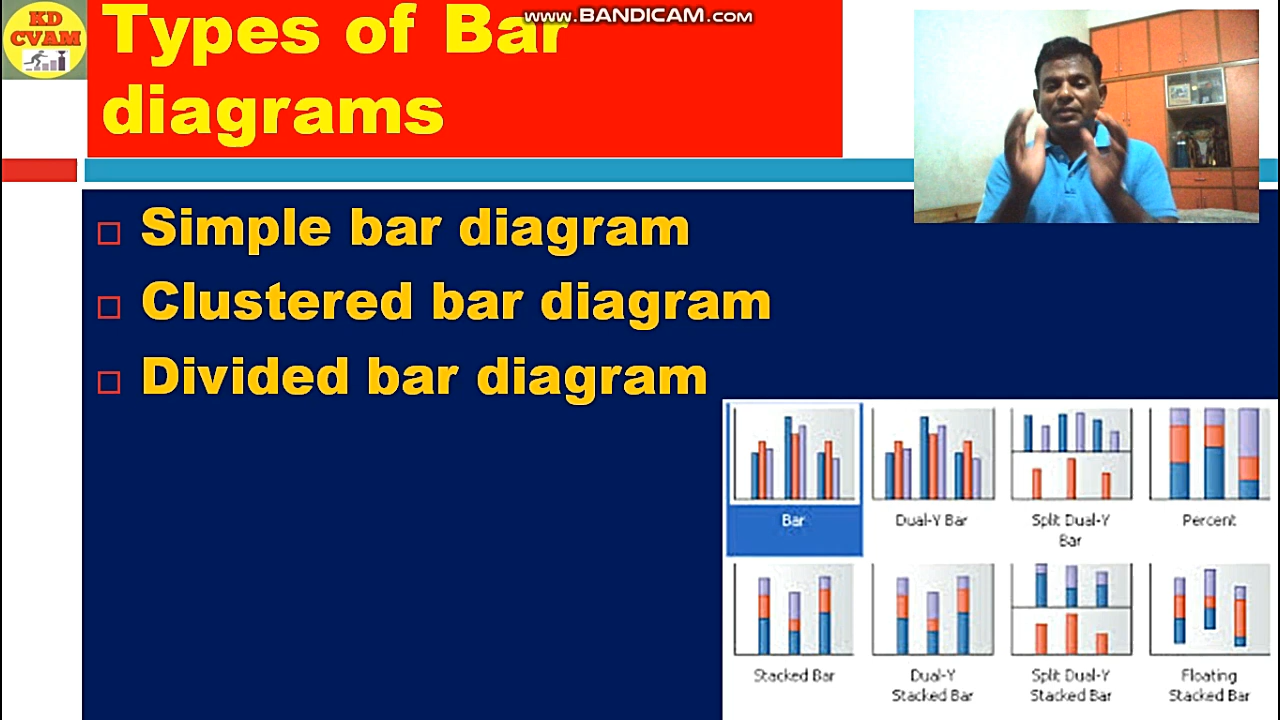 KD
CVAM
www.BANDICAM.com
Types of Bar
diagrams
Simple bar diagram
Clustered bar diagram
Divided bar diagram
Bar
Dual-Y Bar
Split Dual-Y
Bar
Percent
Stacked Bar
Dual-Y
Stacked Bar
Split Dual-Y
Stacked Bar
Floating
Stacked Bar